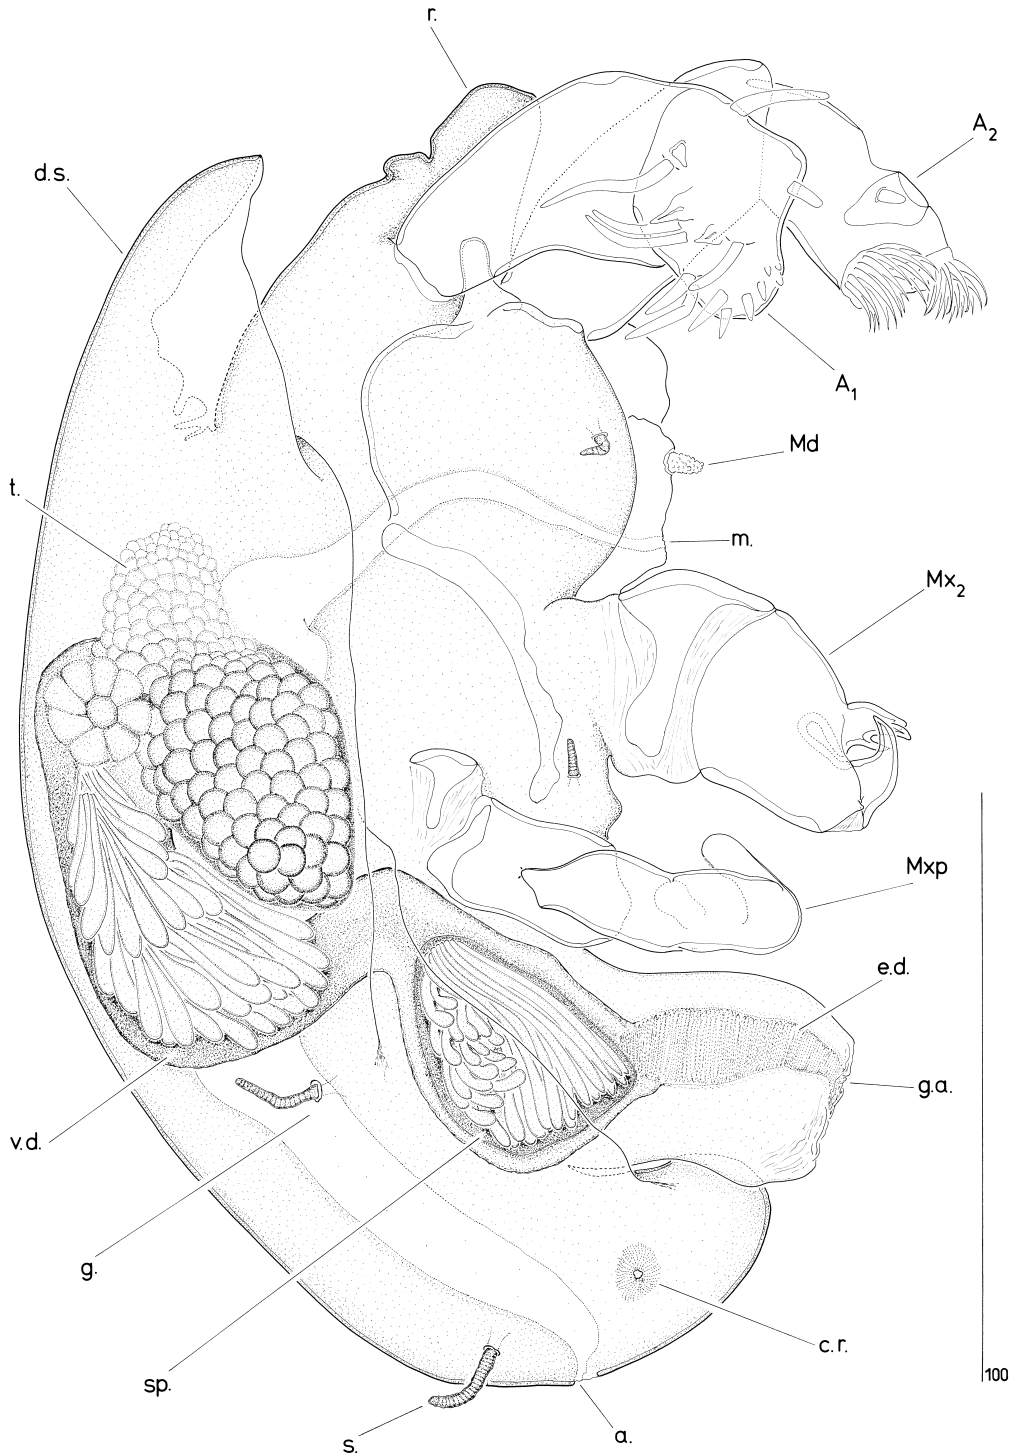 r.
A2
d.s.
A1
Md
t.
m.
Mx2
Mxp
e.d.
g.a.
v.d.
g.
c.r.
100
sp.
s.
a.